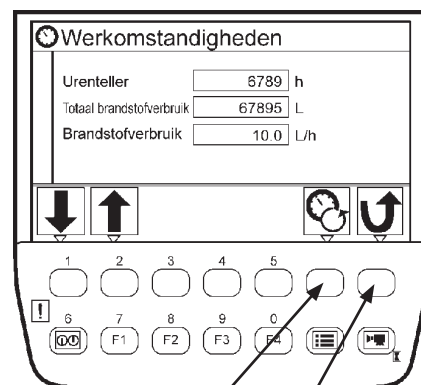 Werkomstandigheden
Urenteller 6789 h
Totaal brandstofverbruik 67895 L
Brandstofverbruik 10.0 L/h
1 2 3 4 5
!
6 7 8 9 0
F1 F2 F3 F4